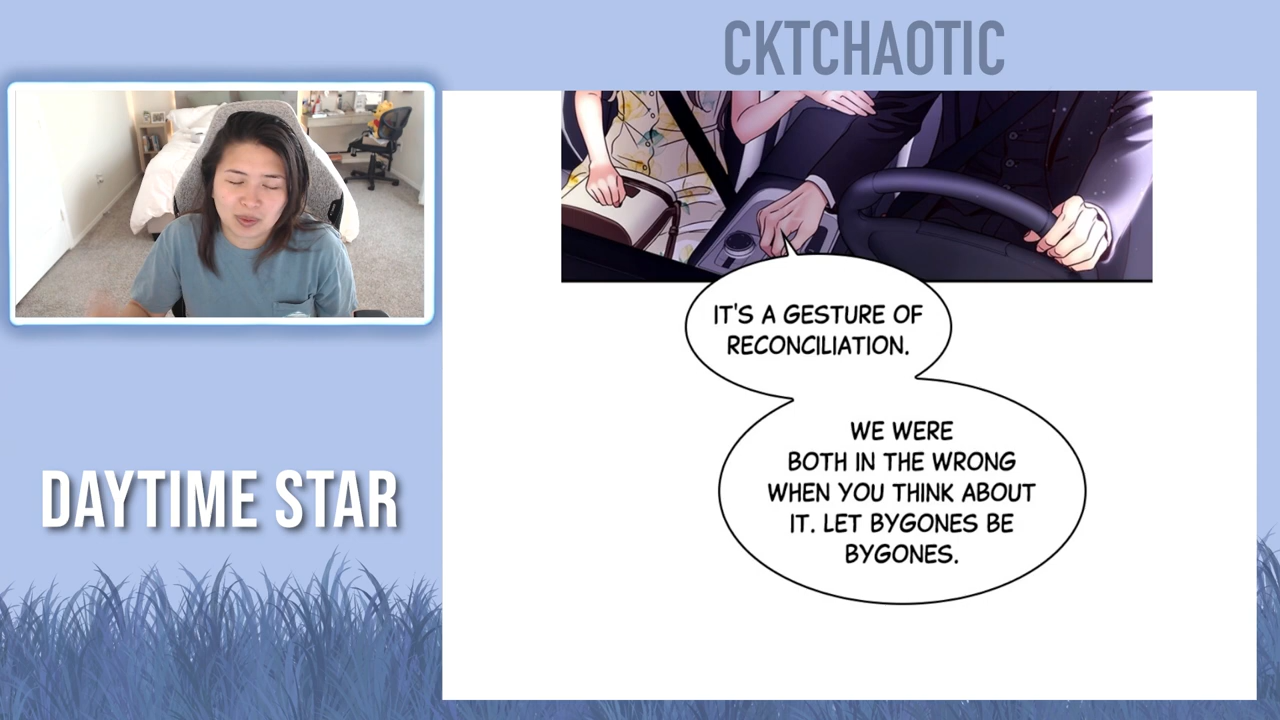 CKTCHAOTIC
IT'S A GESTURE OF
RECONCILIATION.
WE WERE
BOTH IN THE WRONG
WHEN YOU THINK ABOUT
IT. LET BYGONES BE
BYGONES.
DAYTIME STAR